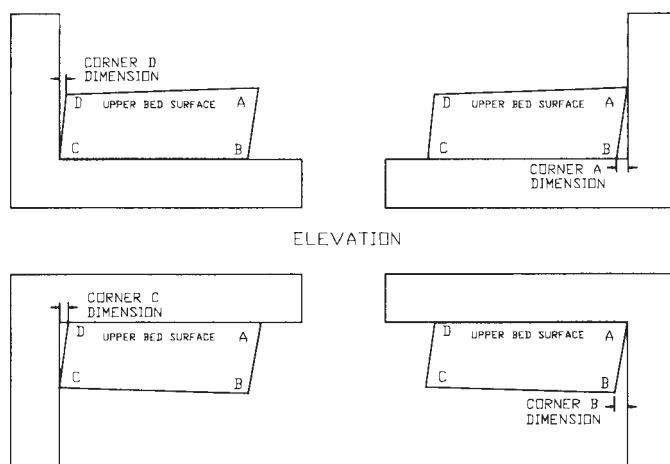 CORNER D
DIMENSION
D UPPER BED SURFACE A
C B
D UPPER BED SURFACE A
C B
CORNER A
DIMENSION
ELEVATION
CORNER C
DIMENSION
D UPPER BED SURFACE A
C B
D UPPER BED SURFACE A
C B
CORNER B
DIMENSION